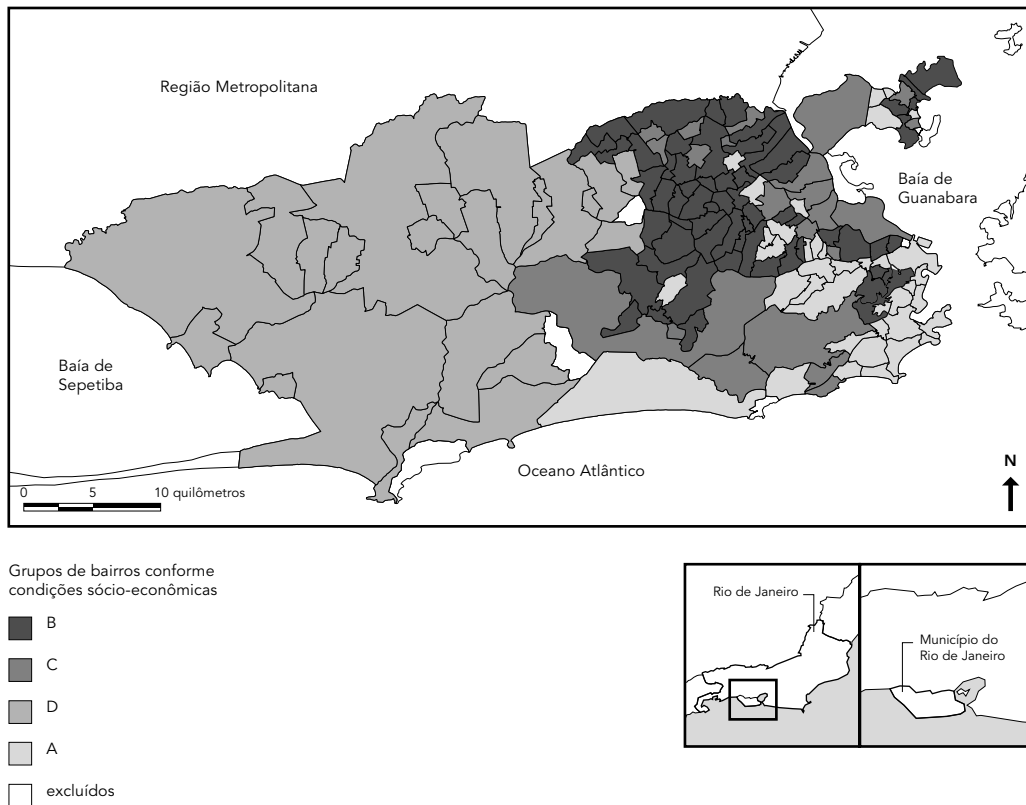 Região Metropolitana
Baía de
Guanabara
Baía de
Sepetiba
Oceano Atlântico
N
0 5 10 quilômetros
Grupos de bairros conforme
condições sócio-econômicas
B
C
D
A
excluídos
Rio de Janeiro
Município do
Rio de Janeiro